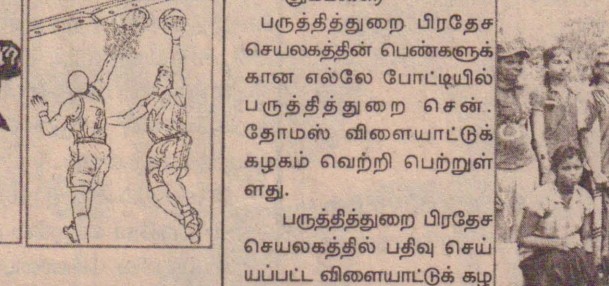 பருத்தித்துறை பிரதேச
செயலகத்தின் பெண்களுக்
கான எல்லே போட்டியில்
பருத்தித்துறை சென்.
தோமஸ் விளையாட்டுக்
கழகம் வெற்றி பெற்றுள்
ளது.
பருத்தித்துறை பிரதேச
செயலகத்தில் பதிவு செய்
யப்பட்ட விளையாட்டுக் கழ